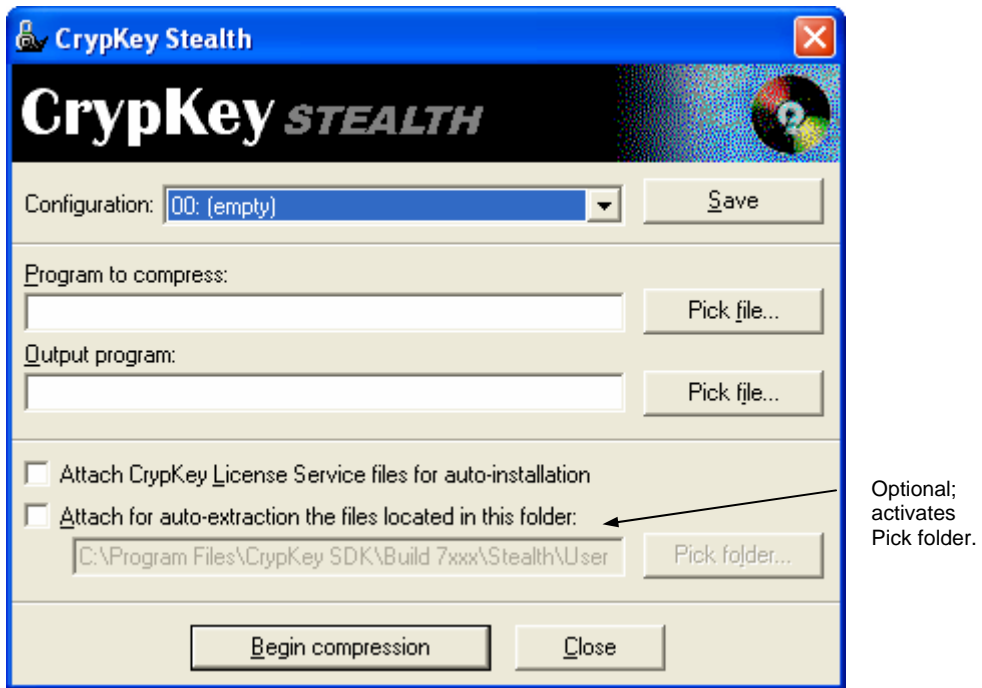 CrypKey Stealth
CrypKey STEALTH
Configuration: 00: (empty) Save
Program to compress:
Pick file...
Output program:
Pick file...
Attach CrypKey License Service files for auto-installation
Attach for auto-extraction the files located in this folder:
C:\Program Files\CrypKey SDK\Build 7xxx\Stealth\User Pick folder...
Optional;
activates
Pick folder.
Begin compression Close